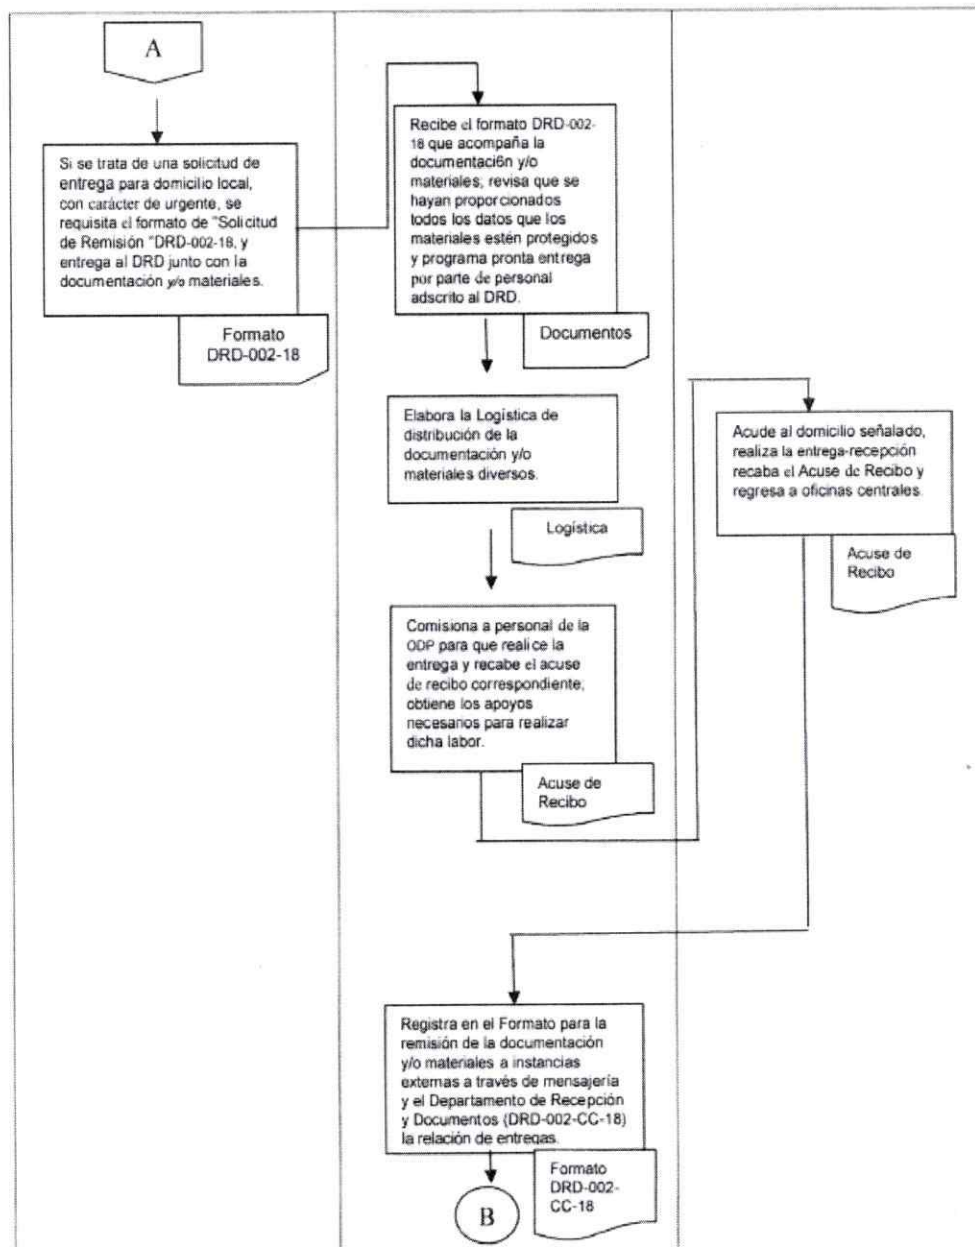 A
Si se trata de una solicitud de
entrega para domicilio local,
con carácter de urgente, se
requisita el formato de "Solicitud
de Remisión "DRD-002-18, y
entrega al DRD junto con la
documentación y/o materiales.
Formato
DRD-002-18
Recibe el formato DRD-002-
18 que acompaña la
documentación y/o
materiales; revisa que se
hayan proporcionados
todos los datos que los
materiales estén protegidos
y programa pronta entrega
por parte de personal
adscrito al DRD.
Documentos
Elabora la Logística de
distribución de la
documentación y/o
materiales diversos.
Logística
Comisiona a personal de la
ODP para que realice la
entrega y recabe el acuse
de recibo correspondiente;
obtiene los apoyos
necesarios para realizar
dicha labor.
Acuse de
Recibo
Acude al domicilio señalado,
realiza la entrega-recepción
recaba el Acuse de Recibo y
regresa a oficinas centrales.
Acuse de
Recibo
Registra en el Formato para la
remisión de la documentación
y/o materiales a instancias
externas a través de mensajería
y el Departamento de Recepción
y Documentos (DRD-002-CC-18)
la relación de entregas.
Formato
DRD-002-
CC-18
B